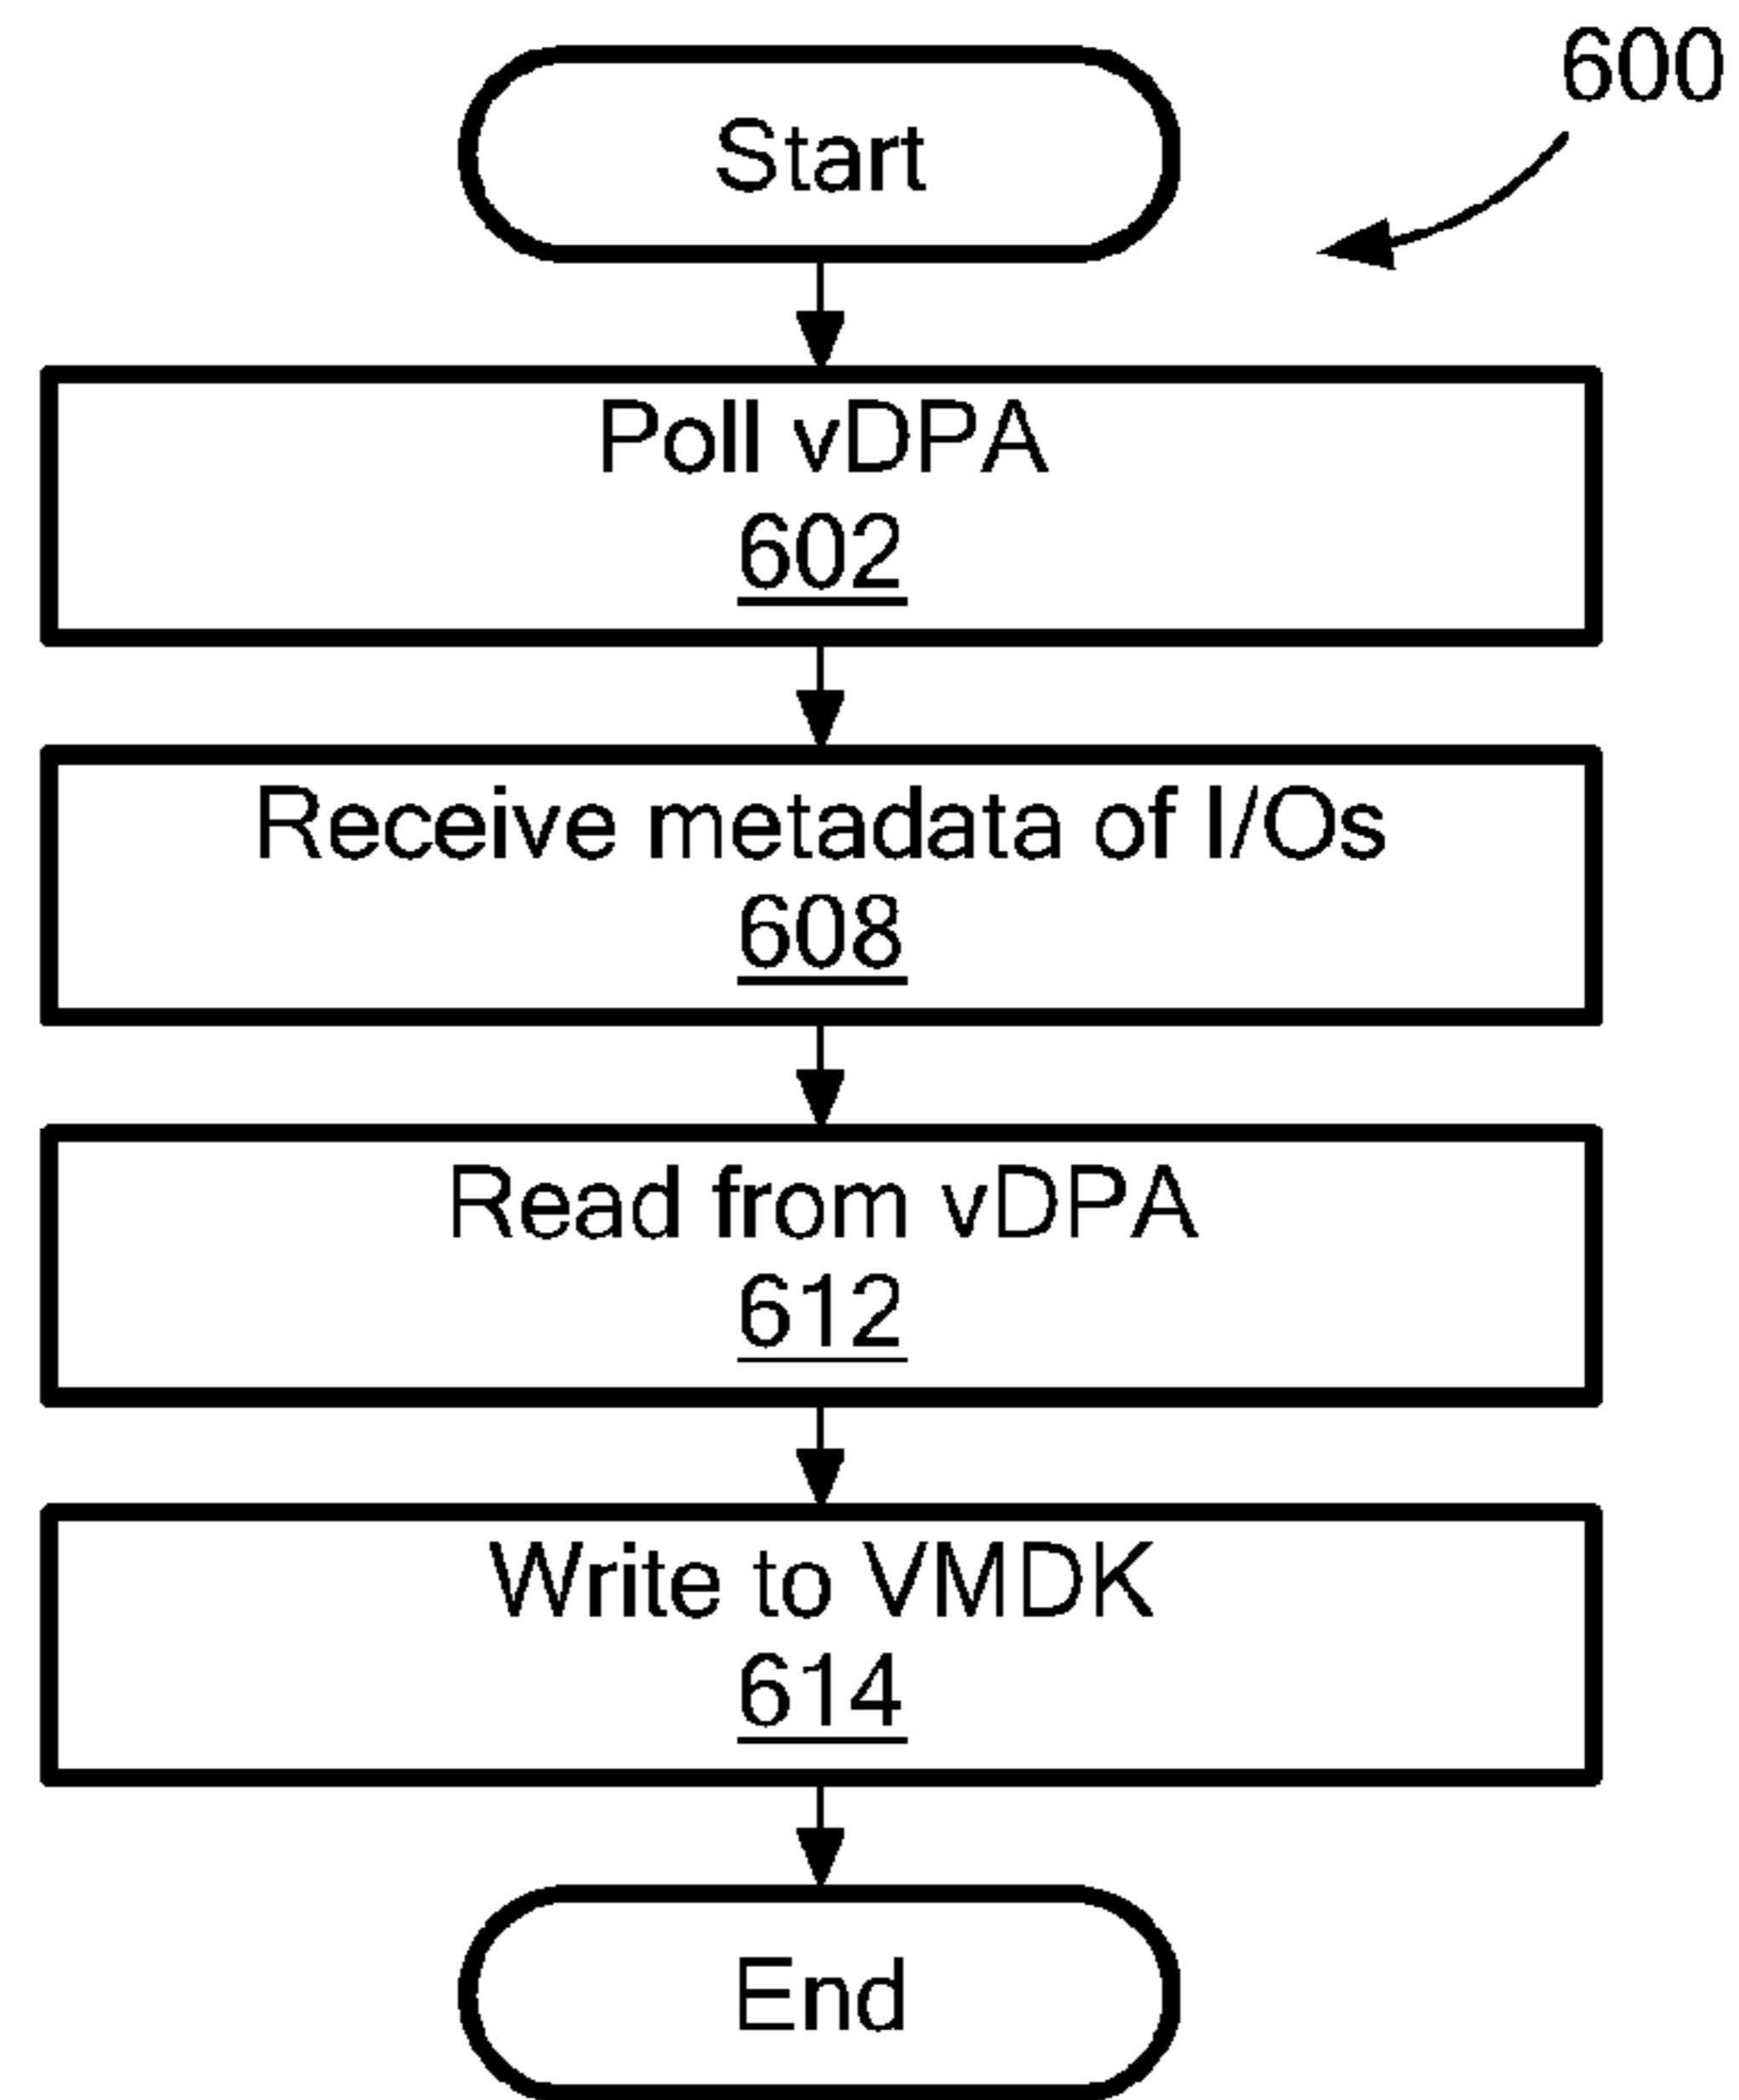 600
Start
Poll vDPA
602
Receive metadata of I/Os
608
Read from vDPA
612
Write to VMDK
614
End